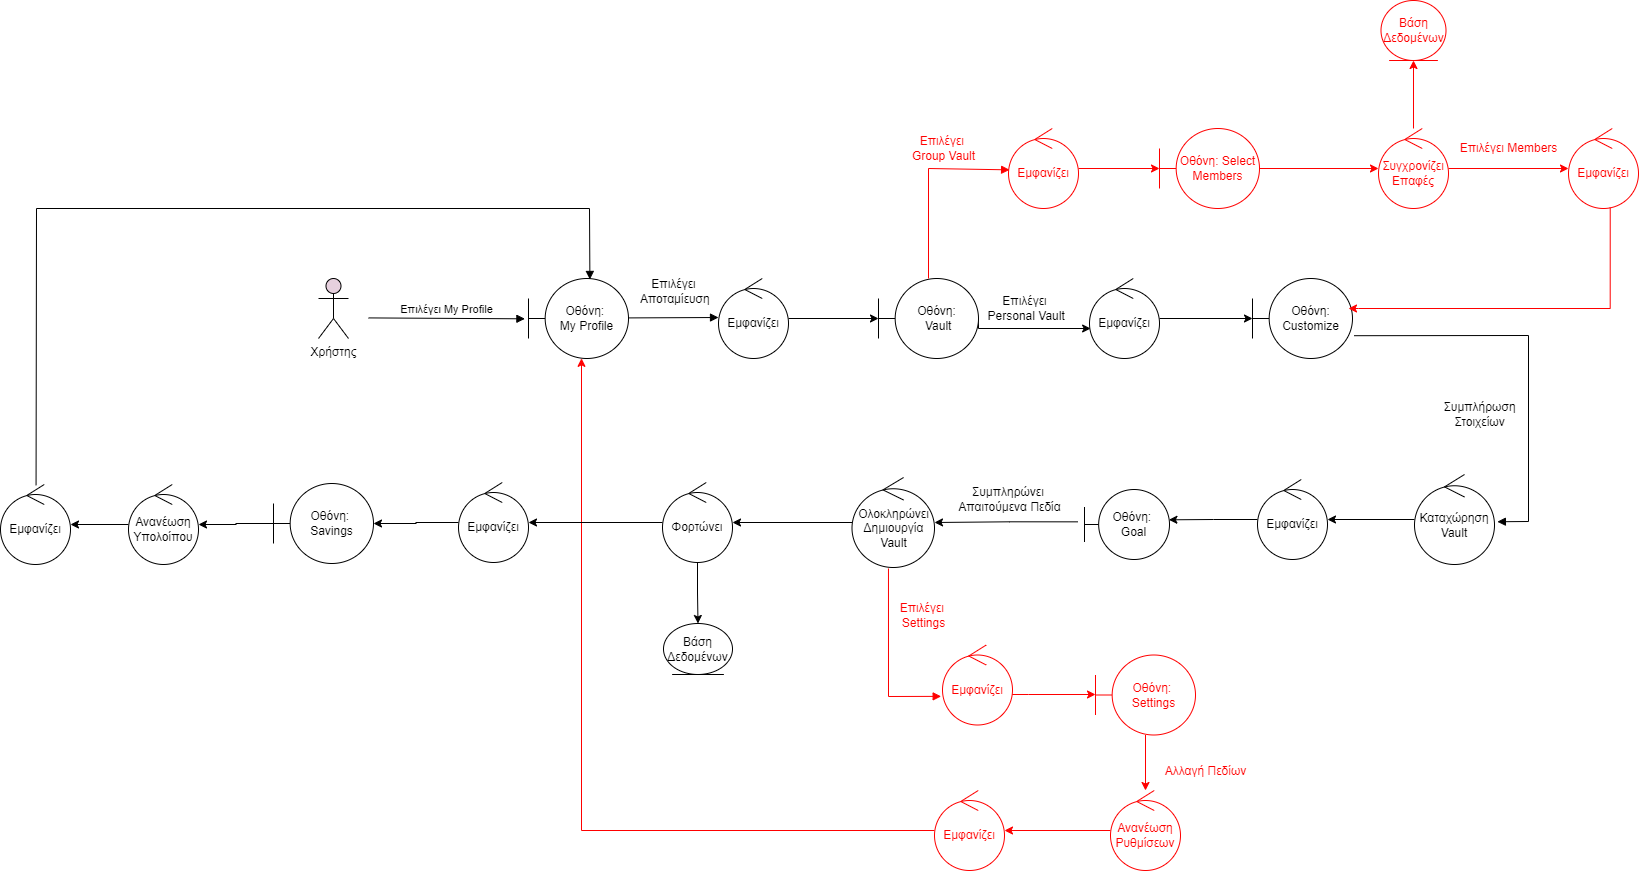 Βάση
Δεδομένων
Επιλέγει
Group Vault
Εμφανίζει
Οθόνη: Select
Members
Συγχρονίζει
Επαφές
Επιλέγει Members
Εμφανίζει
Χρήστης
Επιλέγει My Profile
Οθόνη:
My Profile
Επιλέγει
Αποταμίευση
Εμφανίζει
Οθόνη:
Vault
Επιλέγει
Personal Vault
Εμφανίζει
Οθόνη:
Customize
Συμπλήρωση
Στοιχείων
Εμφανίζει
Ανανέωση
Υπολοίπου
Οθόνη:
Savings
Εμφανίζει
Φορτώνει
Ολοκληρώνει
Δημιουργία
Vault
Συμπληρώνει
Απαιτούμενα Πεδία
Οθόνη:
Goal
Εμφανίζει
Καταχώρηση
Vault
Βάση
Δεδομένων
Επιλέγει
Settings
Εμφανίζει
Οθόνη:
Settings
Αλλαγή Πεδίων
Εμφανίζει
Ανανέωση
Ρυθμίσεων